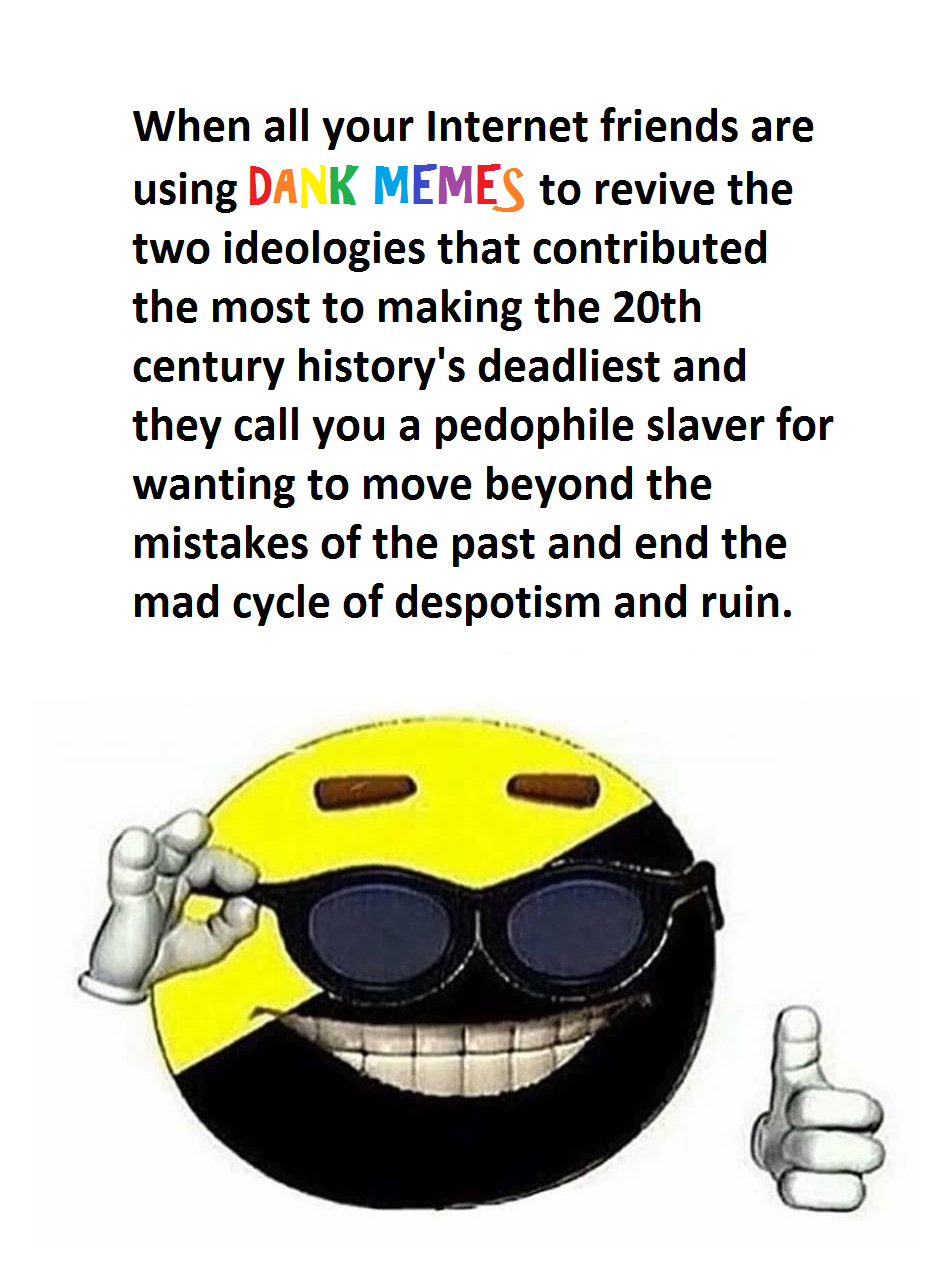 When all your Internet friends are
using DANK MEMES to revive the
two ideologies that contributed
the most to making the 20th
century history's deadliest and
they call you a pedophile slaver for
wanting to move beyond the
mistakes of the past and end the
mad cycle of despotism and ruin.